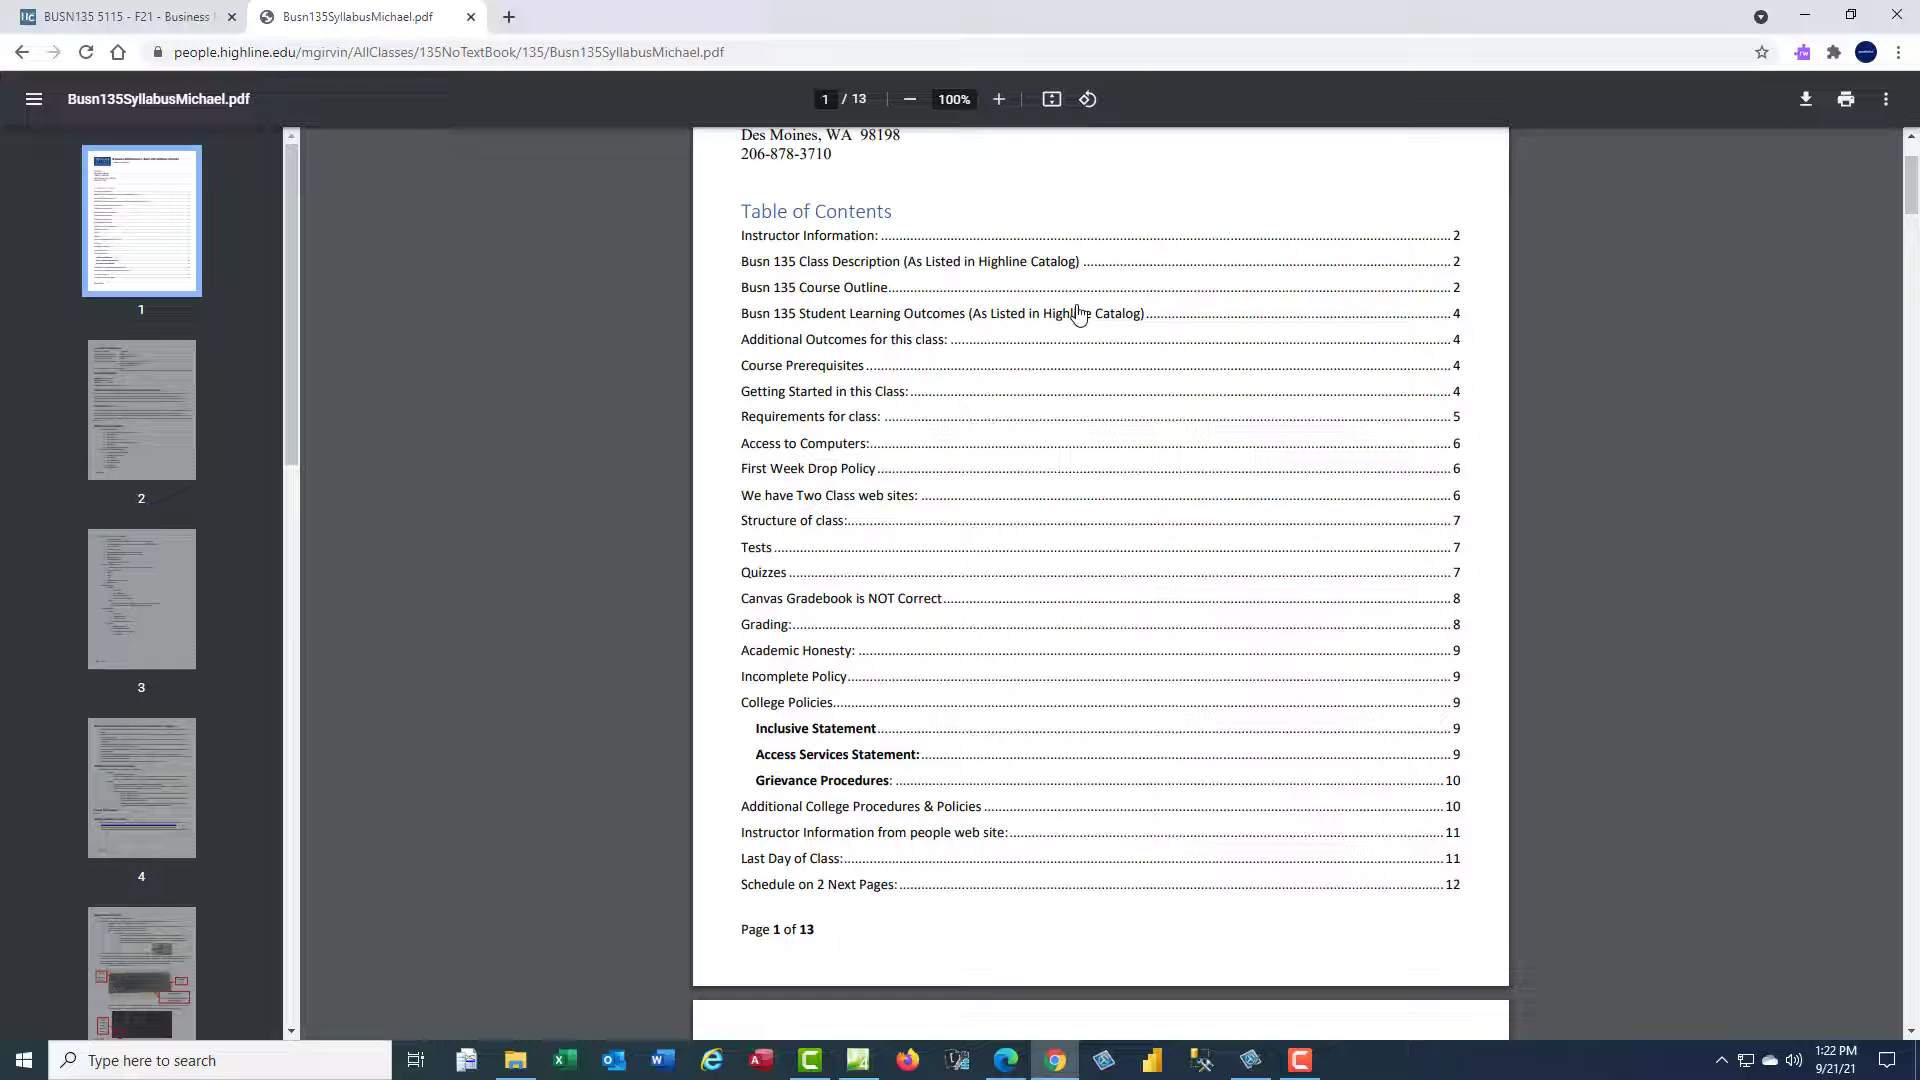 BUSN135 5115 - F21 - Business
Busn135SyllabusMichael.pdf
people.highline.edu/mgirvin/AllClasses/135NoTextBook/135/Busn135SyllabusMichael.pdf
Busn135SyllabusMichael.pdf
1 / 13
100%
Des Moines, WA 98198
206-878-3710
Table of Contents
Instructor Information: 2
Busn 135 Class Description (As Listed in Highline Catalog) 2
Busn 135 Course Outline 2
Busn 135 Student Learning Outcomes (As Listed in Highline Catalog) 4
Additional Outcomes for this class: 4
Course Prerequisites 4
Getting Started in this Class: 4
Requirements for class: 5
Access to Computers: 6
First Week Drop Policy 6
We have Two Class web sites: 6
Structure of class: 7
Tests 7
Quizzes 7
Canvas Gradebook is NOT Correct 8
Grading: 8
Academic Honesty: 9
Incomplete Policy 9
College Policies 9
Inclusive Statement 9
Access Services Statement: 9
Grievance Procedures: 10
Additional College Procedures & Policies 10
Instructor Information from people web site: 11
Last Day of Class: 11
Schedule on 2 Next Pages: 12
Page 1 of 13
1
2
3
4
Type here to search
1:22 PM
9/21/21